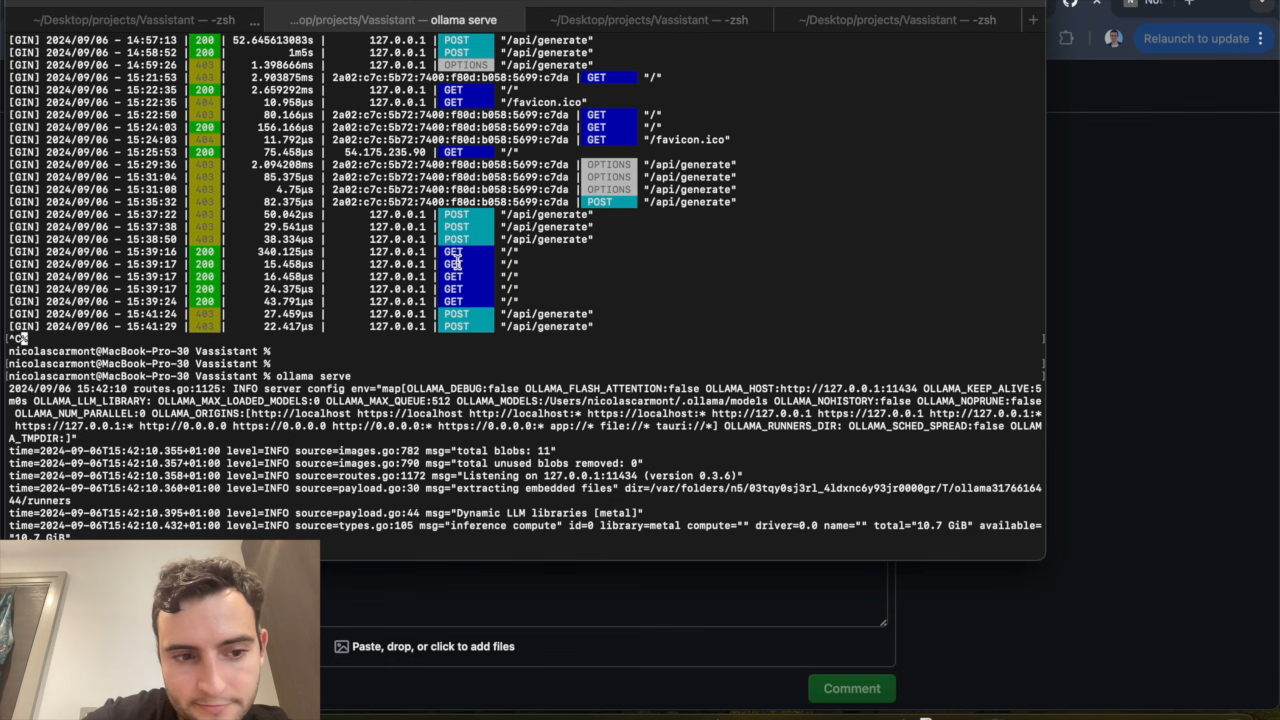 ~/Desktop/projects/Vassistant — -zsh ... ...op/projects/Vassistant — ollama serve ~/Desktop/projects/Vassistant — -zsh ~/Desktop/projects/Vassistant — -zsh +
Relaunch to update
[GIN] 2024/09/06 - 14:57:13 | 200 | 52.645613083s | 127.0.0.1 | POST "/api/generate"
[GIN] 2024/09/06 - 14:58:52 | 200 | 1m5s | 127.0.0.1 | POST "/api/generate"
[GIN] 2024/09/06 - 14:59:26 | 403 | 1.398666ms | 127.0.0.1 | OPTIONS "/api/generate"
[GIN] 2024/09/06 - 15:21:53 | 403 | 2.903875ms | 2a02:c7c:5b72:7400:f80d:b058:5699:c7da | GET "/"
[GIN] 2024/09/06 - 15:22:35 | 200 | 2.659292ms | 127.0.0.1 | GET "/"
[GIN] 2024/09/06 - 15:22:35 | 404 | 10.958µs | 127.0.0.1 | GET "/favicon.ico"
[GIN] 2024/09/06 - 15:22:50 | 403 | 80.166µs | 2a02:c7c:5b72:7400:f80d:b058:5699:c7da | GET "/"
[GIN] 2024/09/06 - 15:24:03 | 200 | 156.166µs | 2a02:c7c:5b72:7400:f80d:b058:5699:c7da | GET "/"
[GIN] 2024/09/06 - 15:24:03 | 404 | 11.792µs | 2a02:c7c:5b72:7400:f80d:b058:5699:c7da | GET "/favicon.ico"
[GIN] 2024/09/06 - 15:25:53 | 200 | 75.458µs | 54.175.235.90 | GET "/"
[GIN] 2024/09/06 - 15:29:36 | 403 | 2.094208ms | 2a02:c7c:5b72:7400:f80d:b058:5699:c7da | OPTIONS "/api/generate"
[GIN] 2024/09/06 - 15:31:04 | 403 | 85.375µs | 2a02:c7c:5b72:7400:f80d:b058:5699:c7da | OPTIONS "/api/generate"
[GIN] 2024/09/06 - 15:31:08 | 403 | 4.75µs | 2a02:c7c:5b72:7400:f80d:b058:5699:c7da | OPTIONS "/api/generate"
[GIN] 2024/09/06 - 15:35:32 | 403 | 82.375µs | 2a02:c7c:5b72:7400:f80d:b058:5699:c7da | POST "/api/generate"
[GIN] 2024/09/06 - 15:37:22 | 403 | 50.042µs | 127.0.0.1 | POST "/api/generate"
[GIN] 2024/09/06 - 15:37:38 | 403 | 29.541µs | 127.0.0.1 | POST "/api/generate"
[GIN] 2024/09/06 - 15:38:50 | 403 | 38.334µs | 127.0.0.1 | POST "/api/generate"
[GIN] 2024/09/06 - 15:39:16 | 200 | 340.125µs | 127.0.0.1 | GET "/"
[GIN] 2024/09/06 - 15:39:17 | 200 | 15.458µs | 127.0.0.1 | GET "/"
[GIN] 2024/09/06 - 15:39:17 | 200 | 16.458µs | 127.0.0.1 | GET "/"
[GIN] 2024/09/06 - 15:39:17 | 200 | 24.375µs | 127.0.0.1 | GET "/"
[GIN] 2024/09/06 - 15:39:24 | 200 | 43.791µs | 127.0.0.1 | GET "/"
[GIN] 2024/09/06 - 15:41:24 | 403 | 27.459µs | 127.0.0.1 | POST "/api/generate"
[GIN] 2024/09/06 - 15:41:29 | 403 | 22.417µs | 127.0.0.1 | POST "/api/generate"
[^C% ]
nicolascarmont@MacBook-Pro-30 Vassistant %
[nicolascarmont@MacBook-Pro-30 Vassistant % ]
[nicolascarmont@MacBook-Pro-30 Vassistant % ollama serve ]
2024/09/06 15:42:10 routes.go:1125: INFO server config env="map[OLLAMA_DEBUG:false OLLAMA_FLASH_ATTENTION:false OLLAMA_HOST:http://127.0.0.1:11434 OLLAMA_KEEP_ALIVE:5
m0s OLLAMA_LLM_LIBRARY: OLLAMA_MAX_LOADED_MODELS:0 OLLAMA_MAX_QUEUE:512 OLLAMA_MODELS:/Users/nicolascarmont/.ollama/models OLLAMA_NOHISTORY:false OLLAMA_NOPRUNE:false
OLLAMA_NUM_PARALLEL:0 OLLAMA_ORIGINS:[http://localhost https://localhost http://localhost:* https://localhost:* http://127.0.0.1 https://127.0.0.1 http://127.0.0.1:*
https://127.0.0.1:* http://0.0.0.0 https://0.0.0.0 http://0.0.0.0:* https://0.0.0.0:* app://* file://* tauri://*] OLLAMA_RUNNERS_DIR: OLLAMA_SCHED_SPREAD:false OLLAM
A_TMPDIR:]"
time=2024-09-06T15:42:10.355+01:00 level=INFO source=images.go:782 msg="total blobs: 11"
time=2024-09-06T15:42:10.357+01:00 level=INFO source=images.go:790 msg="total unused blobs removed: 0"
time=2024-09-06T15:42:10.358+01:00 level=INFO source=routes.go:1172 msg="Listening on 127.0.0.1:11434 (version 0.3.6)"
time=2024-09-06T15:42:10.360+01:00 level=INFO source=payload.go:30 msg="extracting embedded files" dir=/var/folders/n5/03tqy0sj3rl_4ldxnc6y93jr0000gr/T/ollama31766164
44/runners
time=2024-09-06T15:42:10.395+01:00 level=INFO source=payload.go:44 msg="Dynamic LLM libraries [metal]"
time=2024-09-06T15:42:10.432+01:00 level=INFO source=types.go:105 msg="inference compute" id=0 library=metal compute="" driver=0.0 name="" total="10.7 GiB" available=
"10.7 GiB"
Paste, drop, or click to add files
Comment